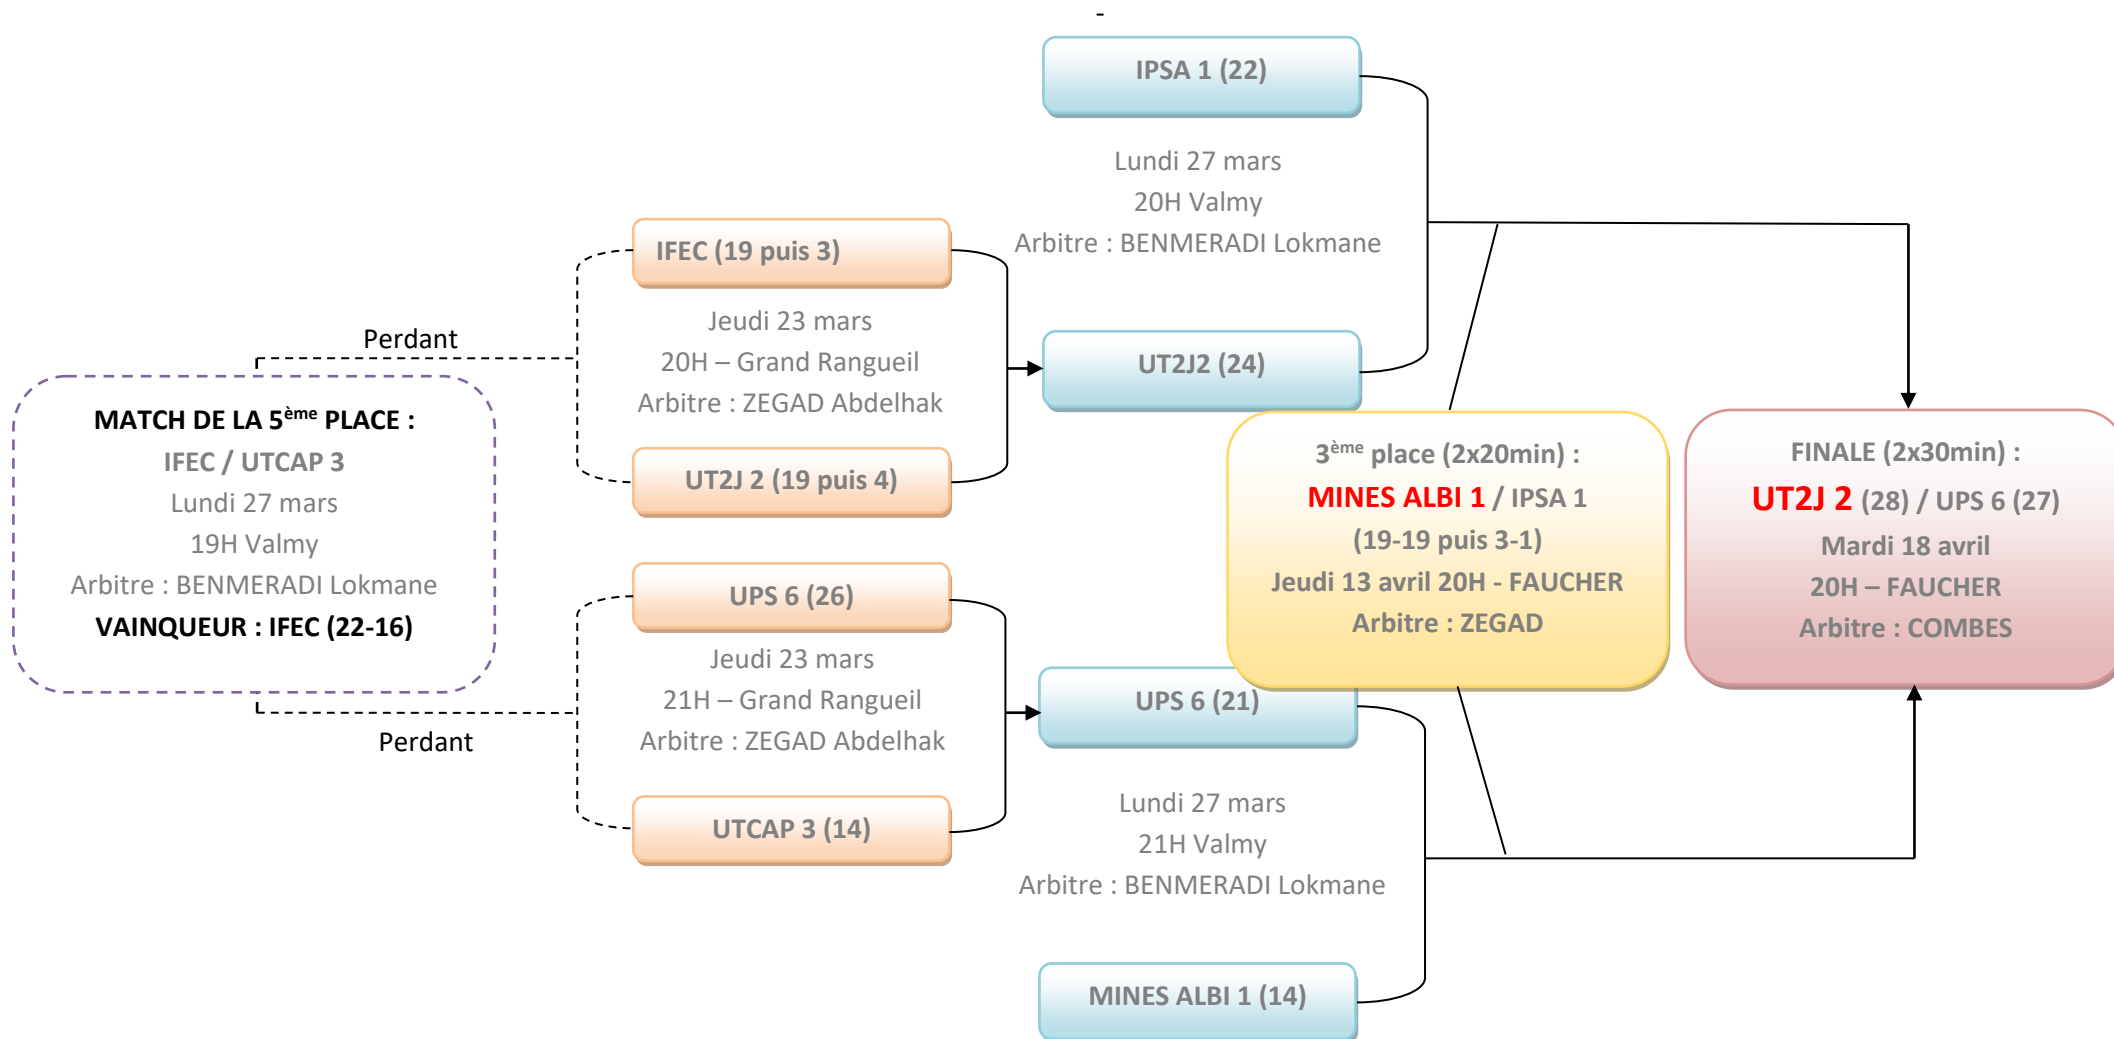 -
IPSA 1 (22)
Lundi 27 mars
20H Valmy
Arbitre : BENMERADI Lokmane
UT2J2 (24)
IFEC (19 puis 3)
Jeudi 23 mars
20H – Grand Rangueil
Arbitre : ZEGAD Abdelhak
UT2J 2 (19 puis 4)
Perdant
MATCH DE LA 5ème PLACE :
IFEC / UTCAP 3
Lundi 27 mars
19H Valmy
Arbitre : BENMERADI Lokmane
VAINQUEUR : IFEC (22-16)
Perdant
UPS 6 (26)
Jeudi 23 mars
21H – Grand Rangueil
Arbitre : ZEGAD Abdelhak
UTCAP 3 (14)
UPS 6 (21)
Lundi 27 mars
21H Valmy
Arbitre : BENMERADI Lokmane
MINES ALBI 1 (14)
3ème place (2x20min) :
MINES ALBI 1 / IPSA 1
(19-19 puis 3-1)
Jeudi 13 avril 20H - FAUCHER
Arbitre : ZEGAD
FINALE (2x30min) :
UT2J 2 (28) / UPS 6 (27)
Mardi 18 avril
20H – FAUCHER
Arbitre : COMBES